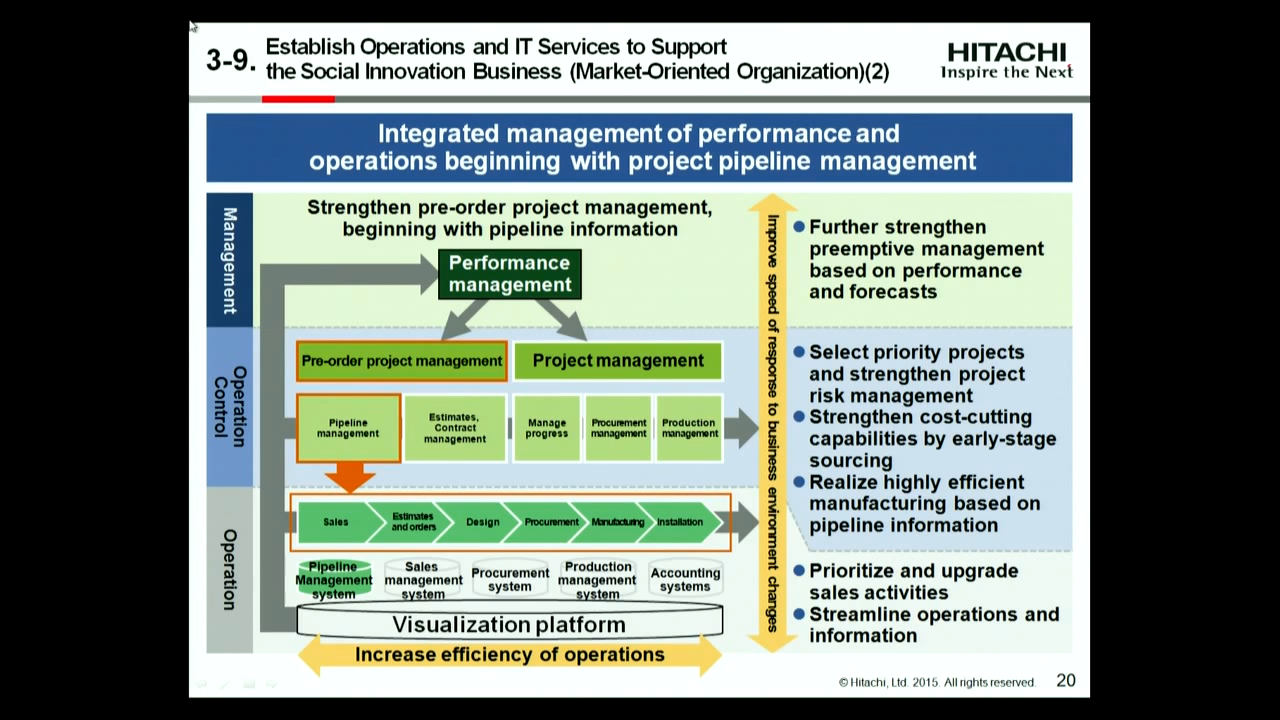 3-9.
Establish Operations and IT Services to Support
the Social Innovation Business (Market-Oriented Organization)(2)
HITACHI
Inspire the Next
Integrated management of performance and
operations beginning with project pipeline management
Management
Strengthen pre-order project management,
beginning with pipeline information
Performance
management
Improve speed of response to business environment changes
Further strengthen
preemptive management
based on performance
and forecasts
Operation
Control
Pre-order project management
Project management
Pipeline
management
Estimates,
Contract
management
Manage
progress
Procurement
management
Production
management
Select priority projects
and strengthen project
risk management
Strengthen cost-cutting
capabilities by early-stage
sourcing
Realize highly efficient
manufacturing based on
pipeline information
Operation
Sales
Estimates
and orders
Design
Procurement
Manufacturing
Installation
Pipeline
Management
system
Sales
management
system
Procurement
system
Production
management
system
Accounting
systems
Visualization platform
Increase efficiency of operations
Prioritize and upgrade
sales activities
Streamline operations and
information
© Hitachi, Ltd. 2015. All rights reserved.
20